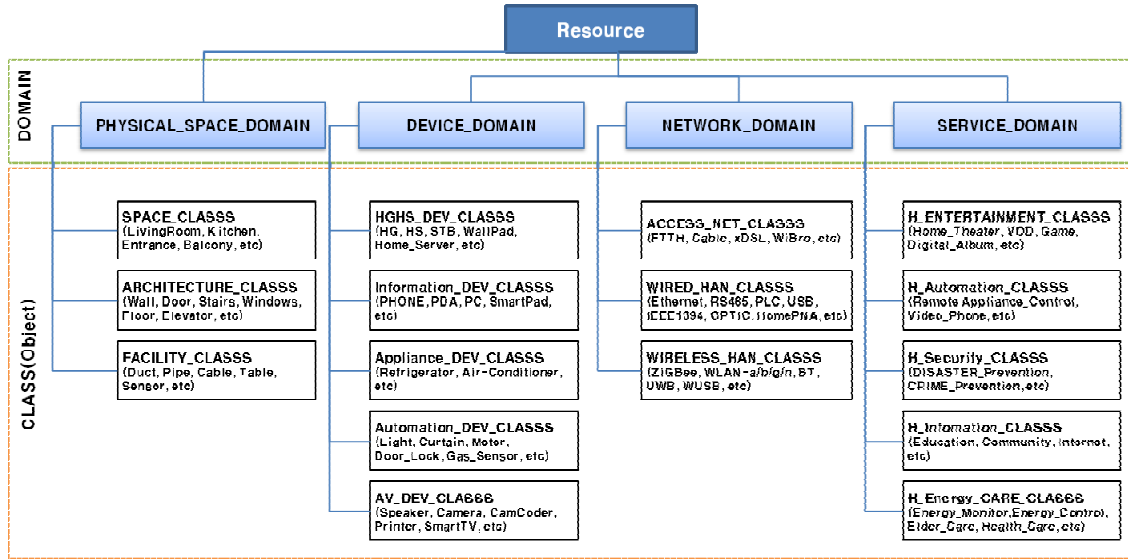 Resource
DOMAIN
PHYSICAL_SPACE_DOMAIN
DEVICE_DOMAIN
NETWORK_DOMAIN
SERVICE_DOMAIN
CLASS(Object)
SPACE_CLASSS
(LivingRoom, Kitchen,
Entrance, Balcony, etc)
ARCHITECTURE_CLASSS
(Wall, Door, Stairs, Windows,
Floor, Elevator, etc)
FACILITY_CLASSS
(Duct, Pipe, Cable, Table,
Sensor, etc)
HGHS_DEV_CLASSS
(HG, HS, STB, WallPad,
Home_Server, etc)
Information_DEV_CLASSS
(PHONE, PDA, PC, SmartPad,
etc)
Appliance_DEV_CLASSS
(Refrigerator, Air-Conditioner,
etc)
Automation_DEV_CLASSS
(Light, Curtain, Motor,
Door_Lock, Gas_Sensor, etc)
AV_DEV_CLASSS
(Speaker, Camera, CamCoder,
Printer, SmartTV, etc)
ACCESS_NET_CLASSS
(FTTH, Cable, xDSL, WiBro, etc)
WIRED_HAN_CLASSS
(Ethernet, RS485, PLC, USB,
IEEE1394, OPTIC, HomePNA, etc)
WIRELESS_HAN_CLASSS
(ZiGBee, WLAN-a/b/g/n, BT,
UWB, WUSB, etc)
H_ENTERTAINMENT_CLASSS
(Home_Theater, VOD, Game,
Digital_Album, etc)
H_Automation_CLASSS
(Remote Appliance_Control,
Video_Phone, etc)
H_Security_CLASSS
(DISASTER_Prevention,
CRIME_Prevention, etc)
H_Infomation_CLASSS
(Education, Community, Internet,
etc)
H_Energy_CARE_CLASSS
(Energy_Monitor, Energy_Control,
Elder_Care, Health_Care, etc)